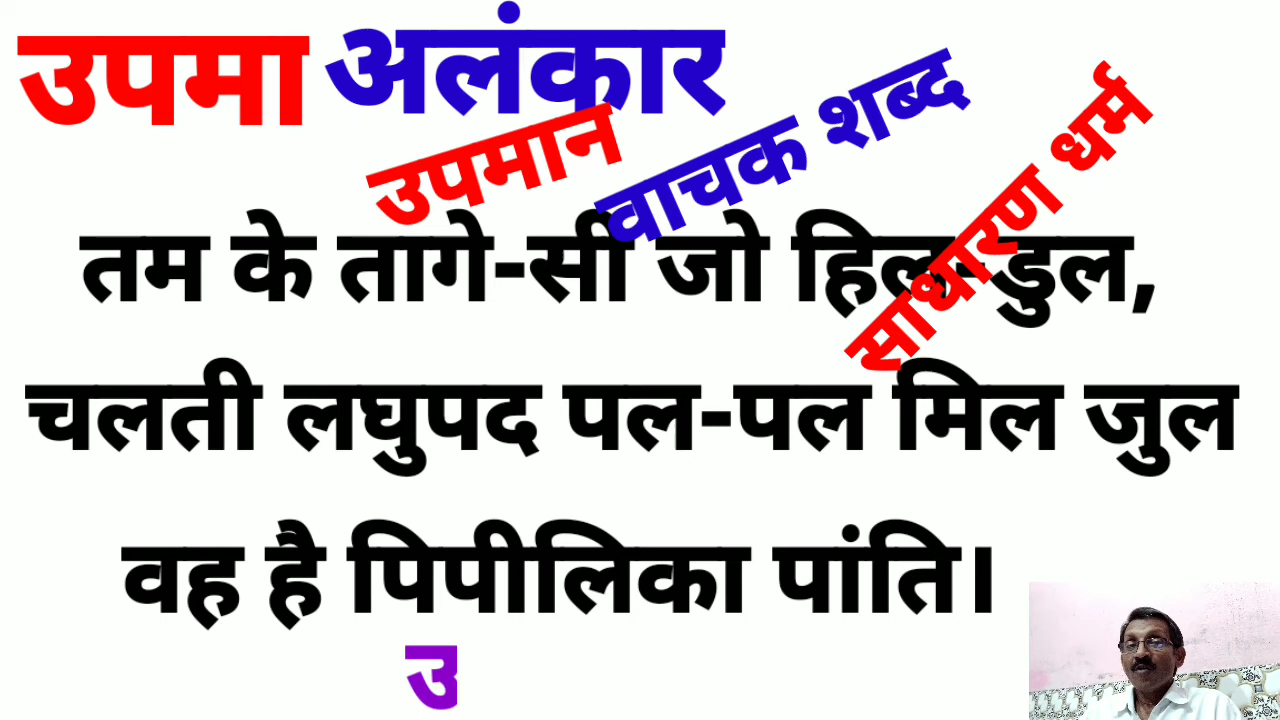 उपमा अलंकार
उपमान
वाचक शब्द
साधारण धर्म
तम के तागे-सी जो हिल-डुल,
चलती लघुपद पल-पल मिल जुल
वह है पिपीलिका पांति।
उ